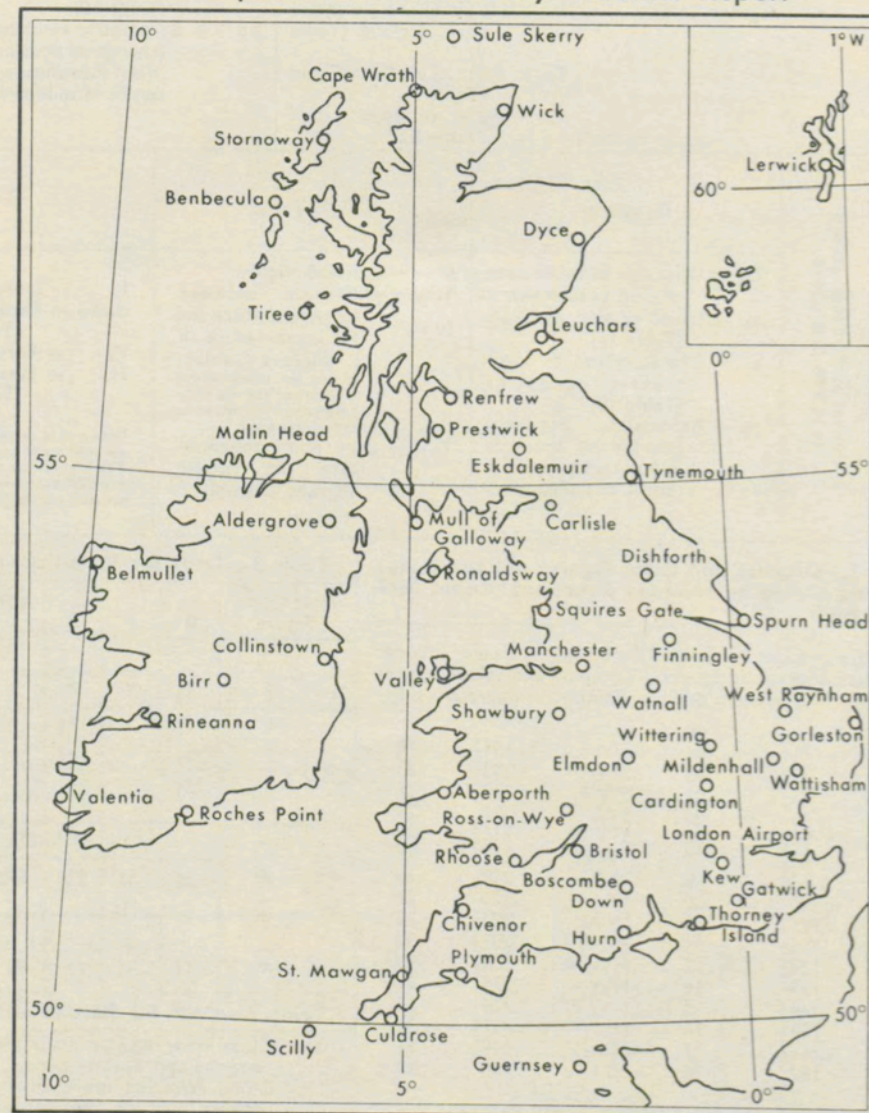 Report
10°
5°
Sule Skerry
1° W
Cape Wrath
Wick
Stornoway
Lerwick
60°
Benbecula
Dyce
Tiree
Leuchars
0°
Renfrew
Prestwick
Malin Head
Eskdalemuir
55°
Tynemouth
55°
Aldergrove
Mull of
Galloway
Carlisle
Dishforth
Belmullet
Ronaldsway
Squires Gate
Spurn Head
Collinstown
Manchester
Finningley
Birr
Valley
Watnall
West Raynham
Rineanna
Shawbury
Gorleston
Wittering
Elmdon
Mildenhall
Wattisham
Valentia
Aberporth
Cardington
Roches Point
Ross-on-Wye
London Airport
Rhoose
Bristol
Kew
Boscombe
Down
Gatwick
Chivenor
Thorney
Island
Hurn
St. Mawgan
Plymouth
50°
50°
Scilly
Culdrose
Guernsey
10°
5°
0°